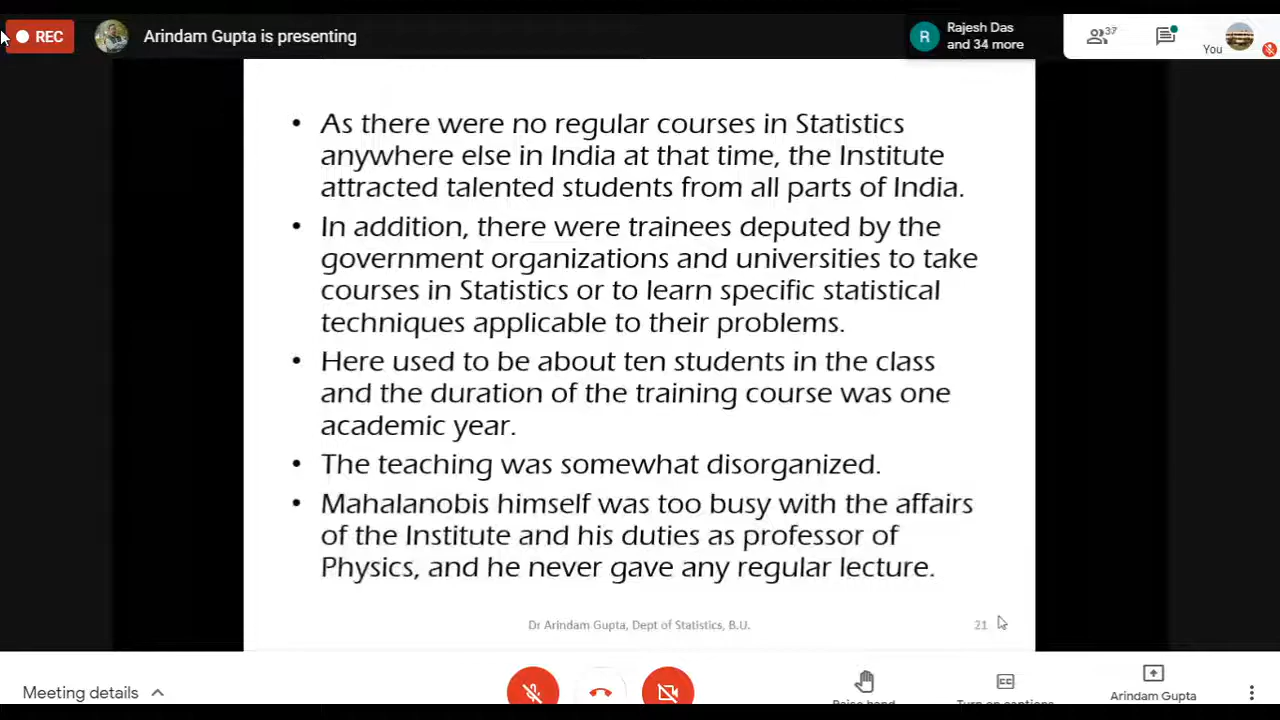 REC
Arindam Gupta is presenting
R
Rajesh Das
and 34 more
37
You
• As there were no regular courses in Statistics
anywhere else in India at that time, the Institute
attracted talented students from all parts of India.
• In addition, there were trainees deputed by the
government organizations and universities to take
courses in Statistics or to learn specific statistical
techniques applicable to their problems.
• Here used to be about ten students in the class
and the duration of the training course was one
academic year.
• The teaching was somewhat disorganized.
• Mahalanobis himself was too busy with the affairs
of the Institute and his duties as professor of
Physics, and he never gave any regular lecture.
Dr Arindam Gupta, Dept of Statistics, B.U.
21
Meeting details
Raise hand
CC
Turn on captions
Arindam Gupta